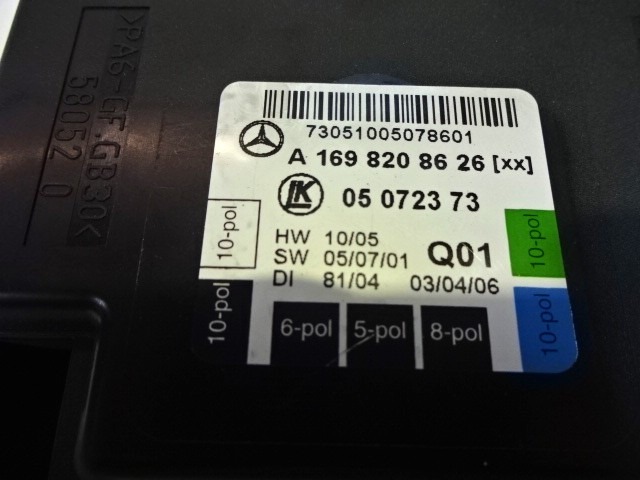 >PA6-GF.GB30<
58052 0
73051005078601
A 169 820 86 26 [xx]
LK
05 0723 73
HW 10/05
SW 05/07/01
Q01
DI 81/04 03/04/06
10-pol
10-pol
6-pol
5-pol
8-pol
10-pol
10-pol